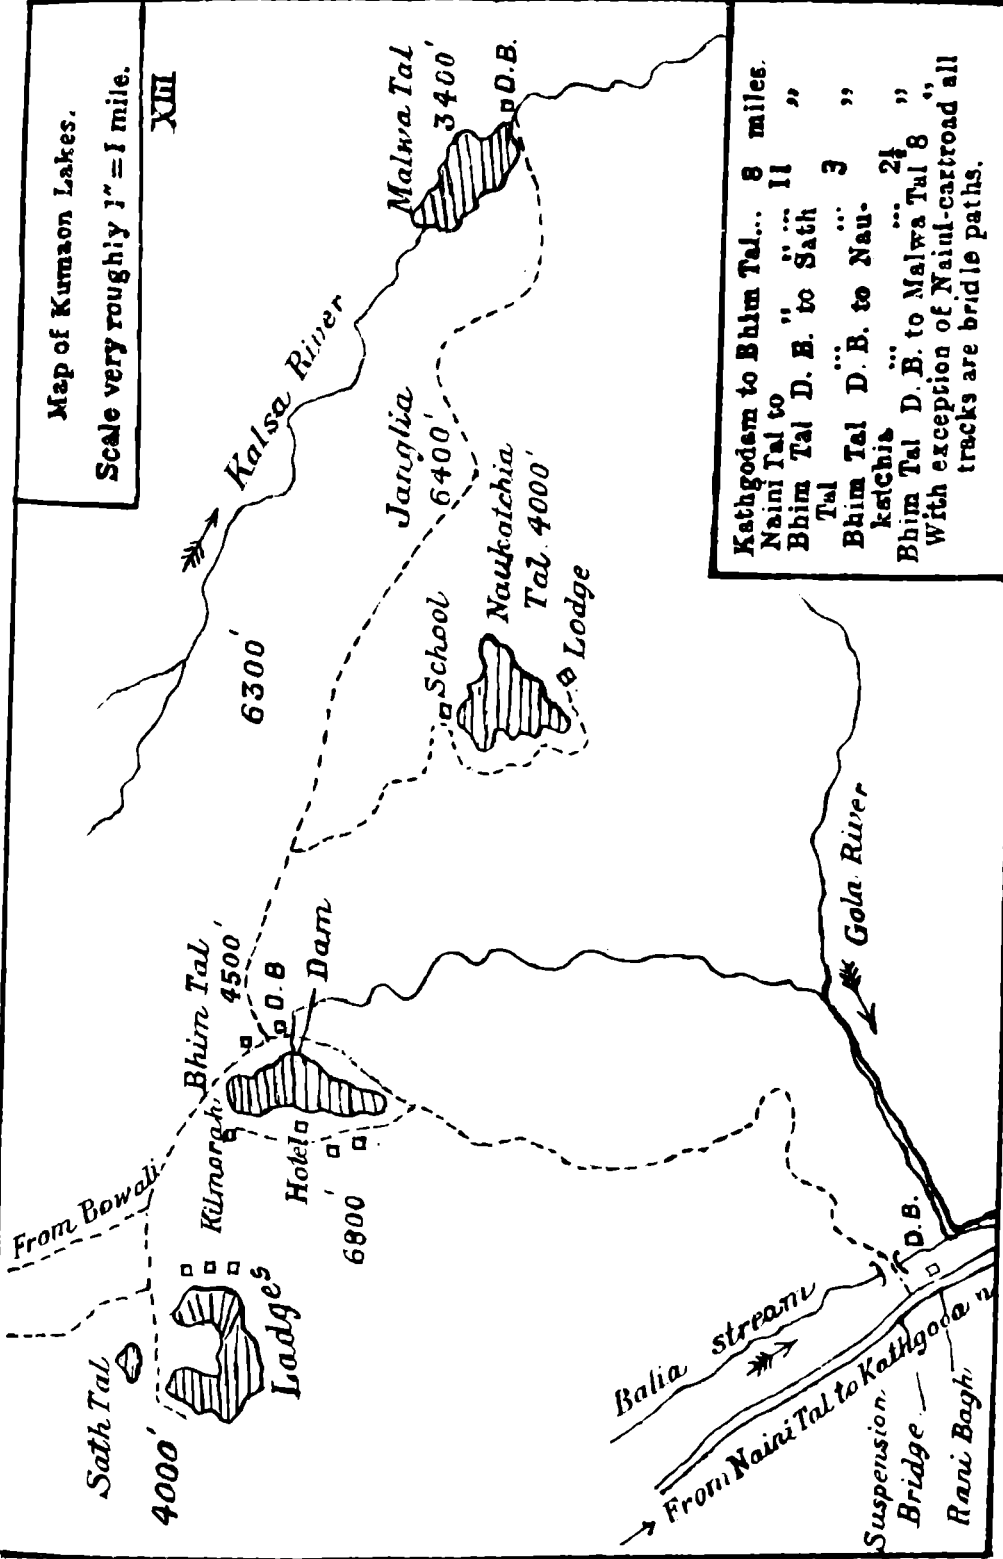 Map of Kumaon Lakes.
Scale very roughly 1″=1 mile.
XIII
From Bowali
Sath Tal
4000′
Ladges
Kilmorah
Bhim Tal
4500′
D.B
Hotel
6800′
Dam
6300′
Kalsa River
Janglia
6400′
Malwa Tal
3400′
D.B.
School
Naukatchia
Tal 4000′
Lodge
Gola River
Balia stream
From Naini Tal to Kathgodam
Suspension
Bridge
Rani Bagh
D.B.
Kathgodam to Bhim Tal... 8 miles.
Naini Tal to " " ... 11 "
Bhim Tal D. B. to Sath
Tal ... ... 3 "
Bhim Tal D. B. to Nau-
katchia ... ... 2½ "
Bhim Tal D. B. to Malwa Tal 8 "
With exception of Naini-cartroad all
tracks are bridle paths.